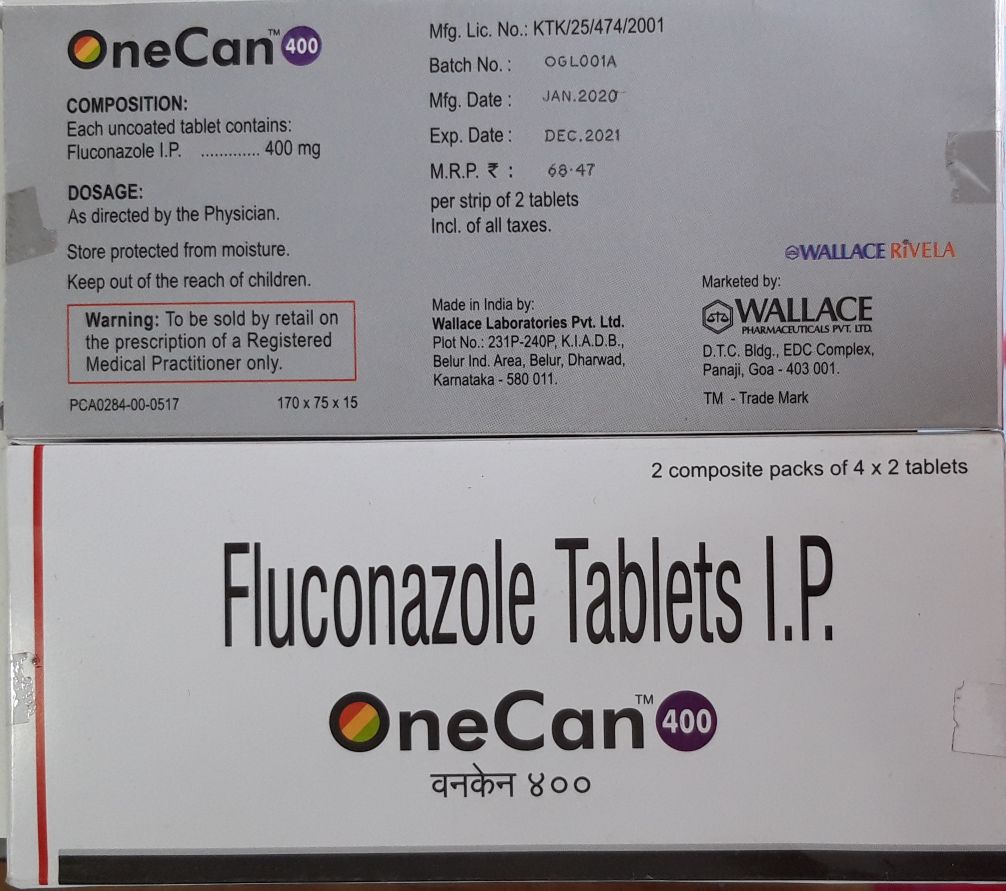 OneCan™ 400
COMPOSITION:
Each uncoated tablet contains:
Fluconazole I.P. ............. 400 mg
DOSAGE:
As directed by the Physician.
Store protected from moisture.
Keep out of the reach of children.
Warning: To be sold by retail on
the prescription of a Registered
Medical Practitioner only.
PCA0284-00-0517 170 x 75 x 15
Mfg. Lic. No.: KTK/25/474/2001
Batch No. : OGL001A
Mfg. Date : JAN.2020
Exp. Date : DEC.2021
M.R.P. ₹ : 68.47
per strip of 2 tablets
Incl. of all taxes.
Made in India by:
Wallace Laboratories Pvt. Ltd.
Plot No.: 231P-240P, K.I.A.D.B.,
Belur Ind. Area, Belur, Dharwad,
Karnataka - 580 011.
WALLACE RiVELA
Marketed by:
WALLACE
PHARMACEUTICALS PVT. LTD.
D.T.C. Bldg., EDC Complex,
Panaji, Goa - 403 001.
TM - Trade Mark
2 composite packs of 4 x 2 tablets
Fluconazole Tablets I.P.
OneCan™ 400
वनकेन ४००